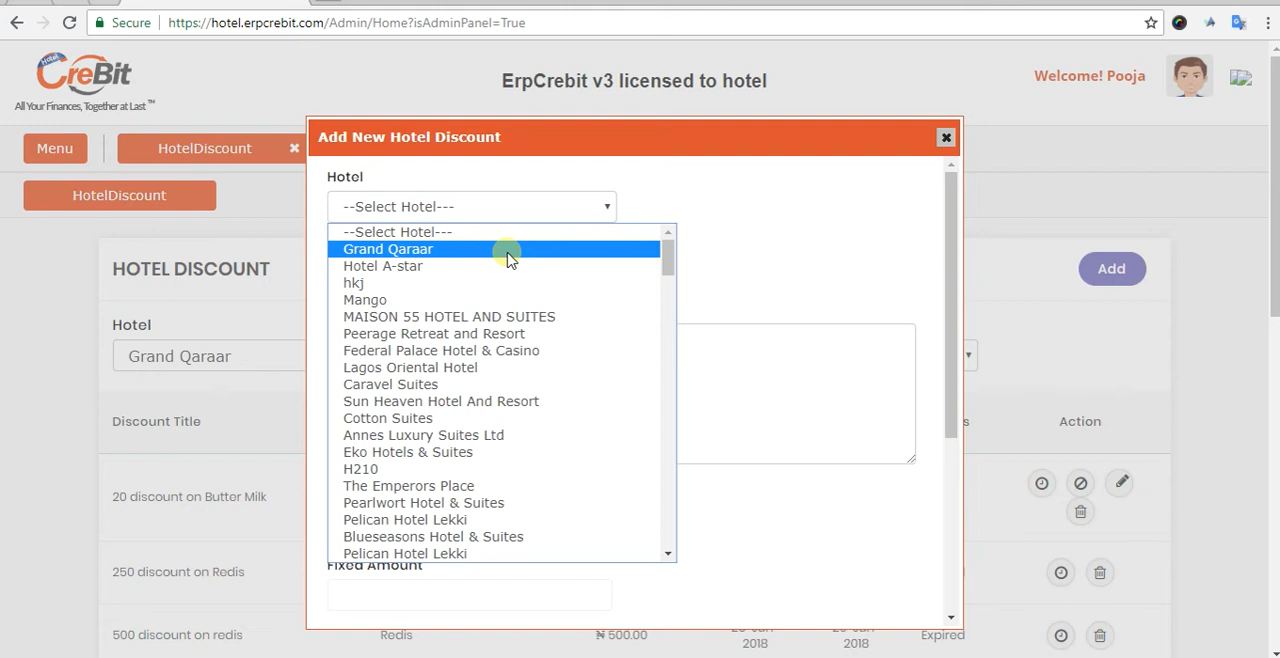 Secure
https://hotel.erpcrebit.com/Admin/Home?isAdminPanel=True
Hotel
CreBit
All Your Finances, Together at Last ™
ErpCrebit v3 licensed to hotel
Welcome! Pooja
Menu
HotelDiscount
HotelDiscount
HOTEL DISCOUNT
Add
Hotel
Grand Qaraar
Discount Title
Action
20 discount on Butter Milk
250 discount on Redis
500 discount on redis
Redis
₦ 600.00
2018
2018
Expired
Add New Hotel Discount
Hotel
--Select Hotel---
--Select Hotel---
Grand Qaraar
Hotel A-star
hkj
Mango
MAISON 55 HOTEL AND SUITES
Peerage Retreat and Resort
Federal Palace Hotel & Casino
Lagos Oriental Hotel
Caravel Suites
Sun Heaven Hotel And Resort
Cotton Suites
Annes Luxury Suites Ltd
Eko Hotels & Suites
H210
The Emperors Place
Pearlwort Hotel & Suites
Pelican Hotel Lekki
Blueseasons Hotel & Suites
Pelican Hotel Lekki
Fixed Amount